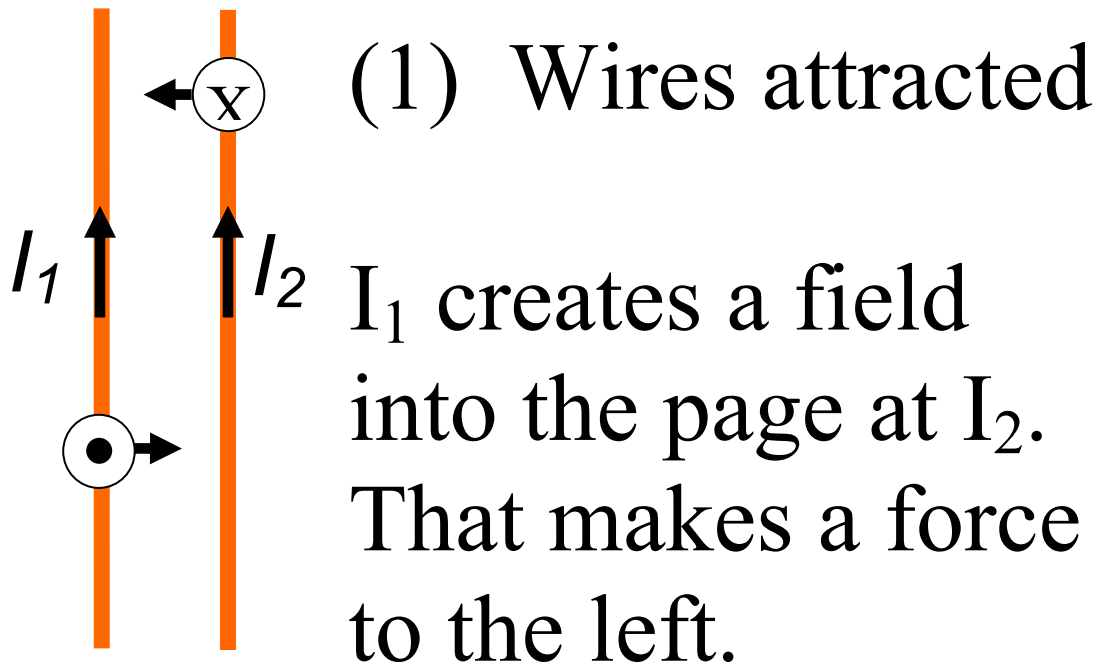 (1) Wires attracted
x
I₁ I₂
I₁ creates a field
into the page at I₂.
That makes a force
to the left.